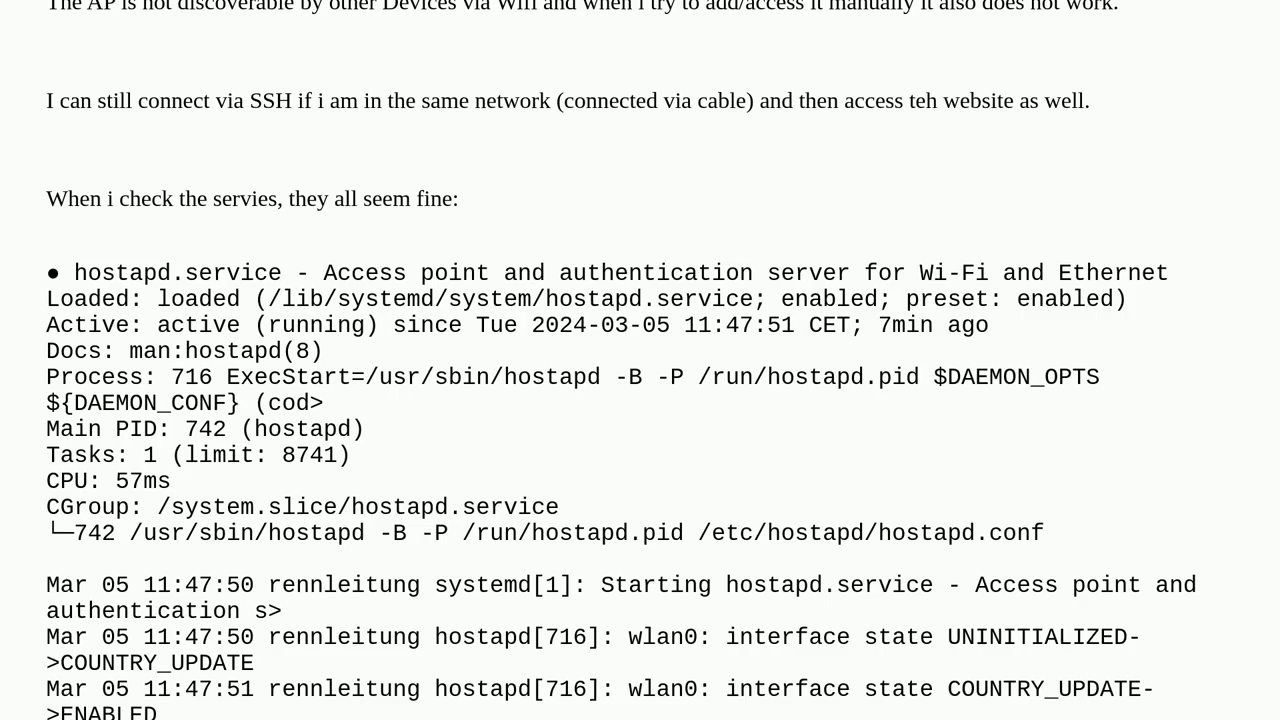 The AP is not discoverable by other Devices via Wifi and when i try to add/access it manually it also does not work.
I can still connect via SSH if i am in the same network (connected via cable) and then access teh website as well.
When i check the servies, they all seem fine:
● hostapd.service - Access point and authentication server for Wi-Fi and Ethernet
Loaded: loaded (/lib/systemd/system/hostapd.service; enabled; preset: enabled)
Active: active (running) since Tue 2024-03-05 11:47:51 CET; 7min ago
Docs: man:hostapd(8)
Process: 716 ExecStart=/usr/sbin/hostapd -B -P /run/hostapd.pid $DAEMON_OPTS
${DAEMON_CONF} (cod>
Main PID: 742 (hostapd)
Tasks: 1 (limit: 8741)
CPU: 57ms
CGroup: /system.slice/hostapd.service
└─742 /usr/sbin/hostapd -B -P /run/hostapd.pid /etc/hostapd/hostapd.conf
Mar 05 11:47:50 rennleitung systemd[1]: Starting hostapd.service - Access point and
authentication s>
Mar 05 11:47:50 rennleitung hostapd[716]: wlan0: interface state UNINITIALIZED-
>COUNTRY_UPDATE
Mar 05 11:47:51 rennleitung hostapd[716]: wlan0: interface state COUNTRY_UPDATE-
>ENABLED